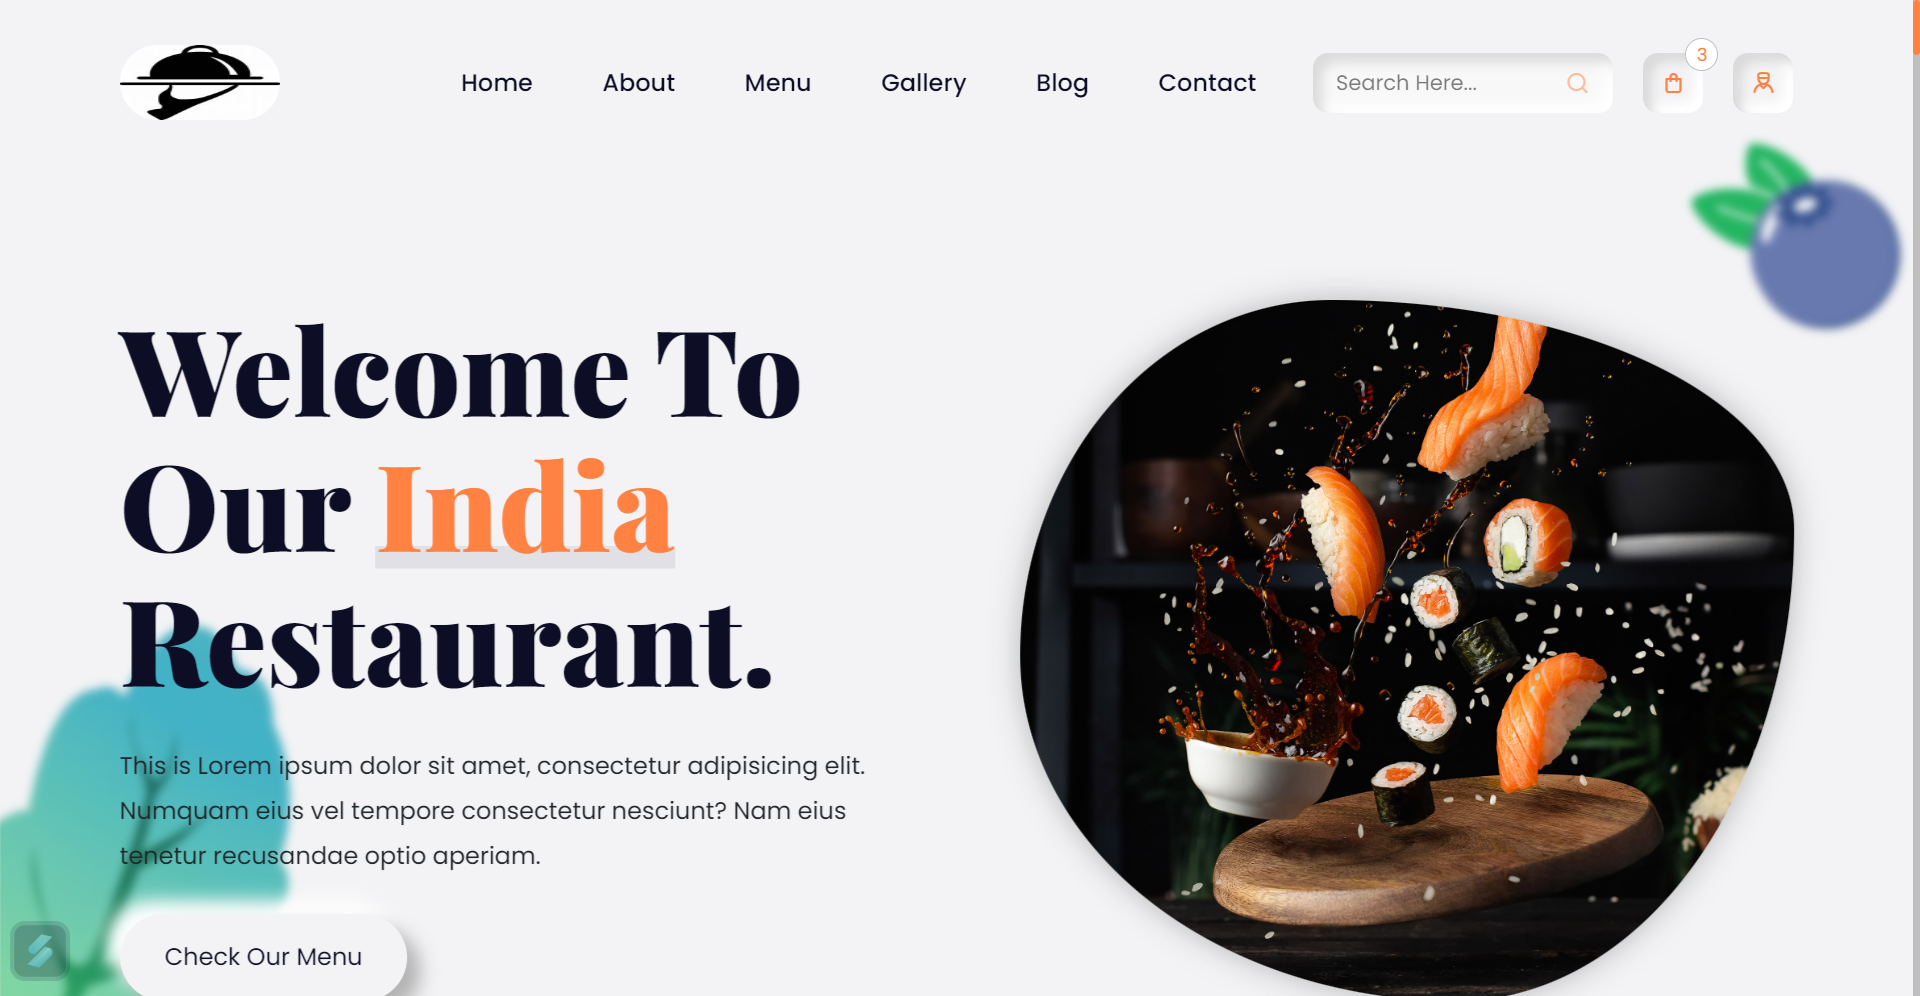 Home
About
Menu
Gallery
Blog
Contact
Search Here...
3
Welcome To
Our India
Restaurant.
This is Lorem ipsum dolor sit amet, consectetur adipisicing elit.
Numquam eius vel tempore consectetur nesciunt? Nam eius
tenetur recusandae optio aperiam.
Check Our Menu